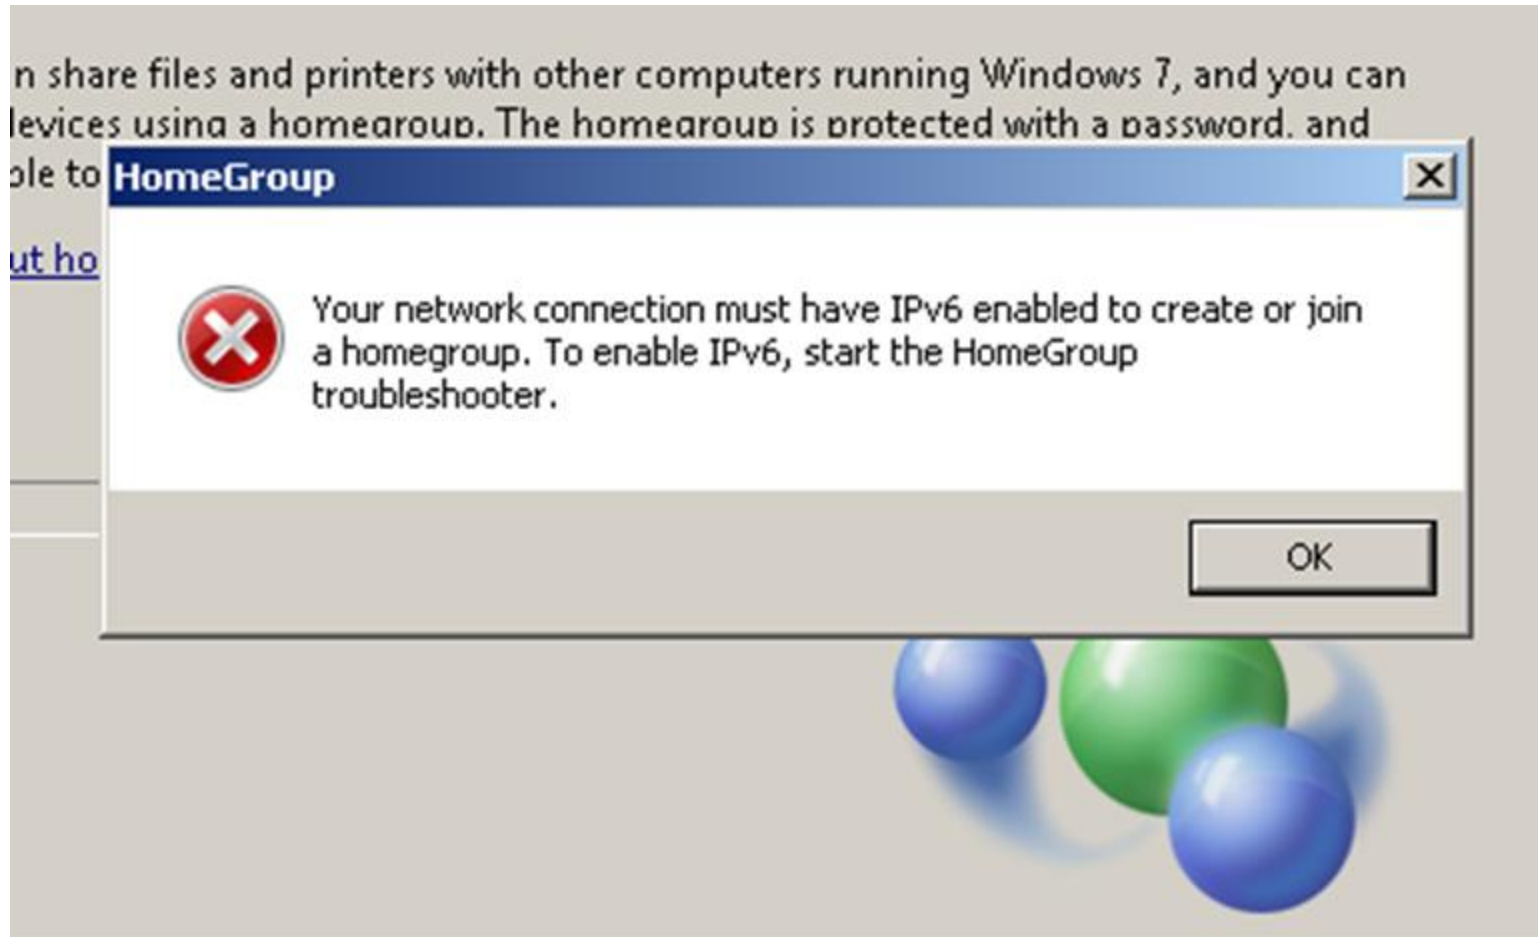 n share files and printers with other computers running Windows 7, and you can
evices using a homegroup. The homegroup is protected with a password, and
ble to
HomeGroup
ut ho
Your network connection must have IPv6 enabled to create or join
a homegroup. To enable IPv6, start the HomeGroup
troubleshooter.
OK